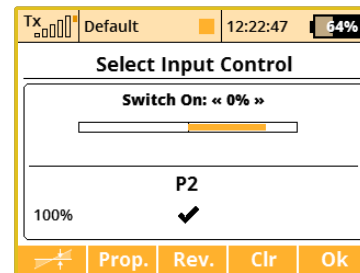 Tx Default 12:22:47 64%
Select Input Control
Switch On: « 0% »
P2
100%
Prop. Rev. Clr Ok